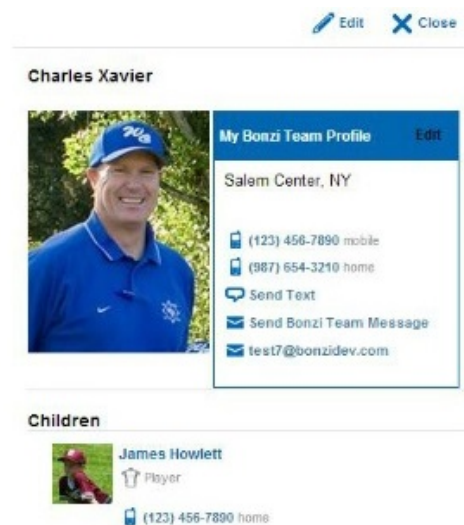 Edit Close
Charles Xavier
My Bonzi Team Profile Edit
Salem Center, NY
(123) 456-7890 mobile
(987) 654-3210 home
Send Text
Send Bonzi Team Message
test7@bonzidev.com
Children
James Howlett
Player
(123) 456-7890 home